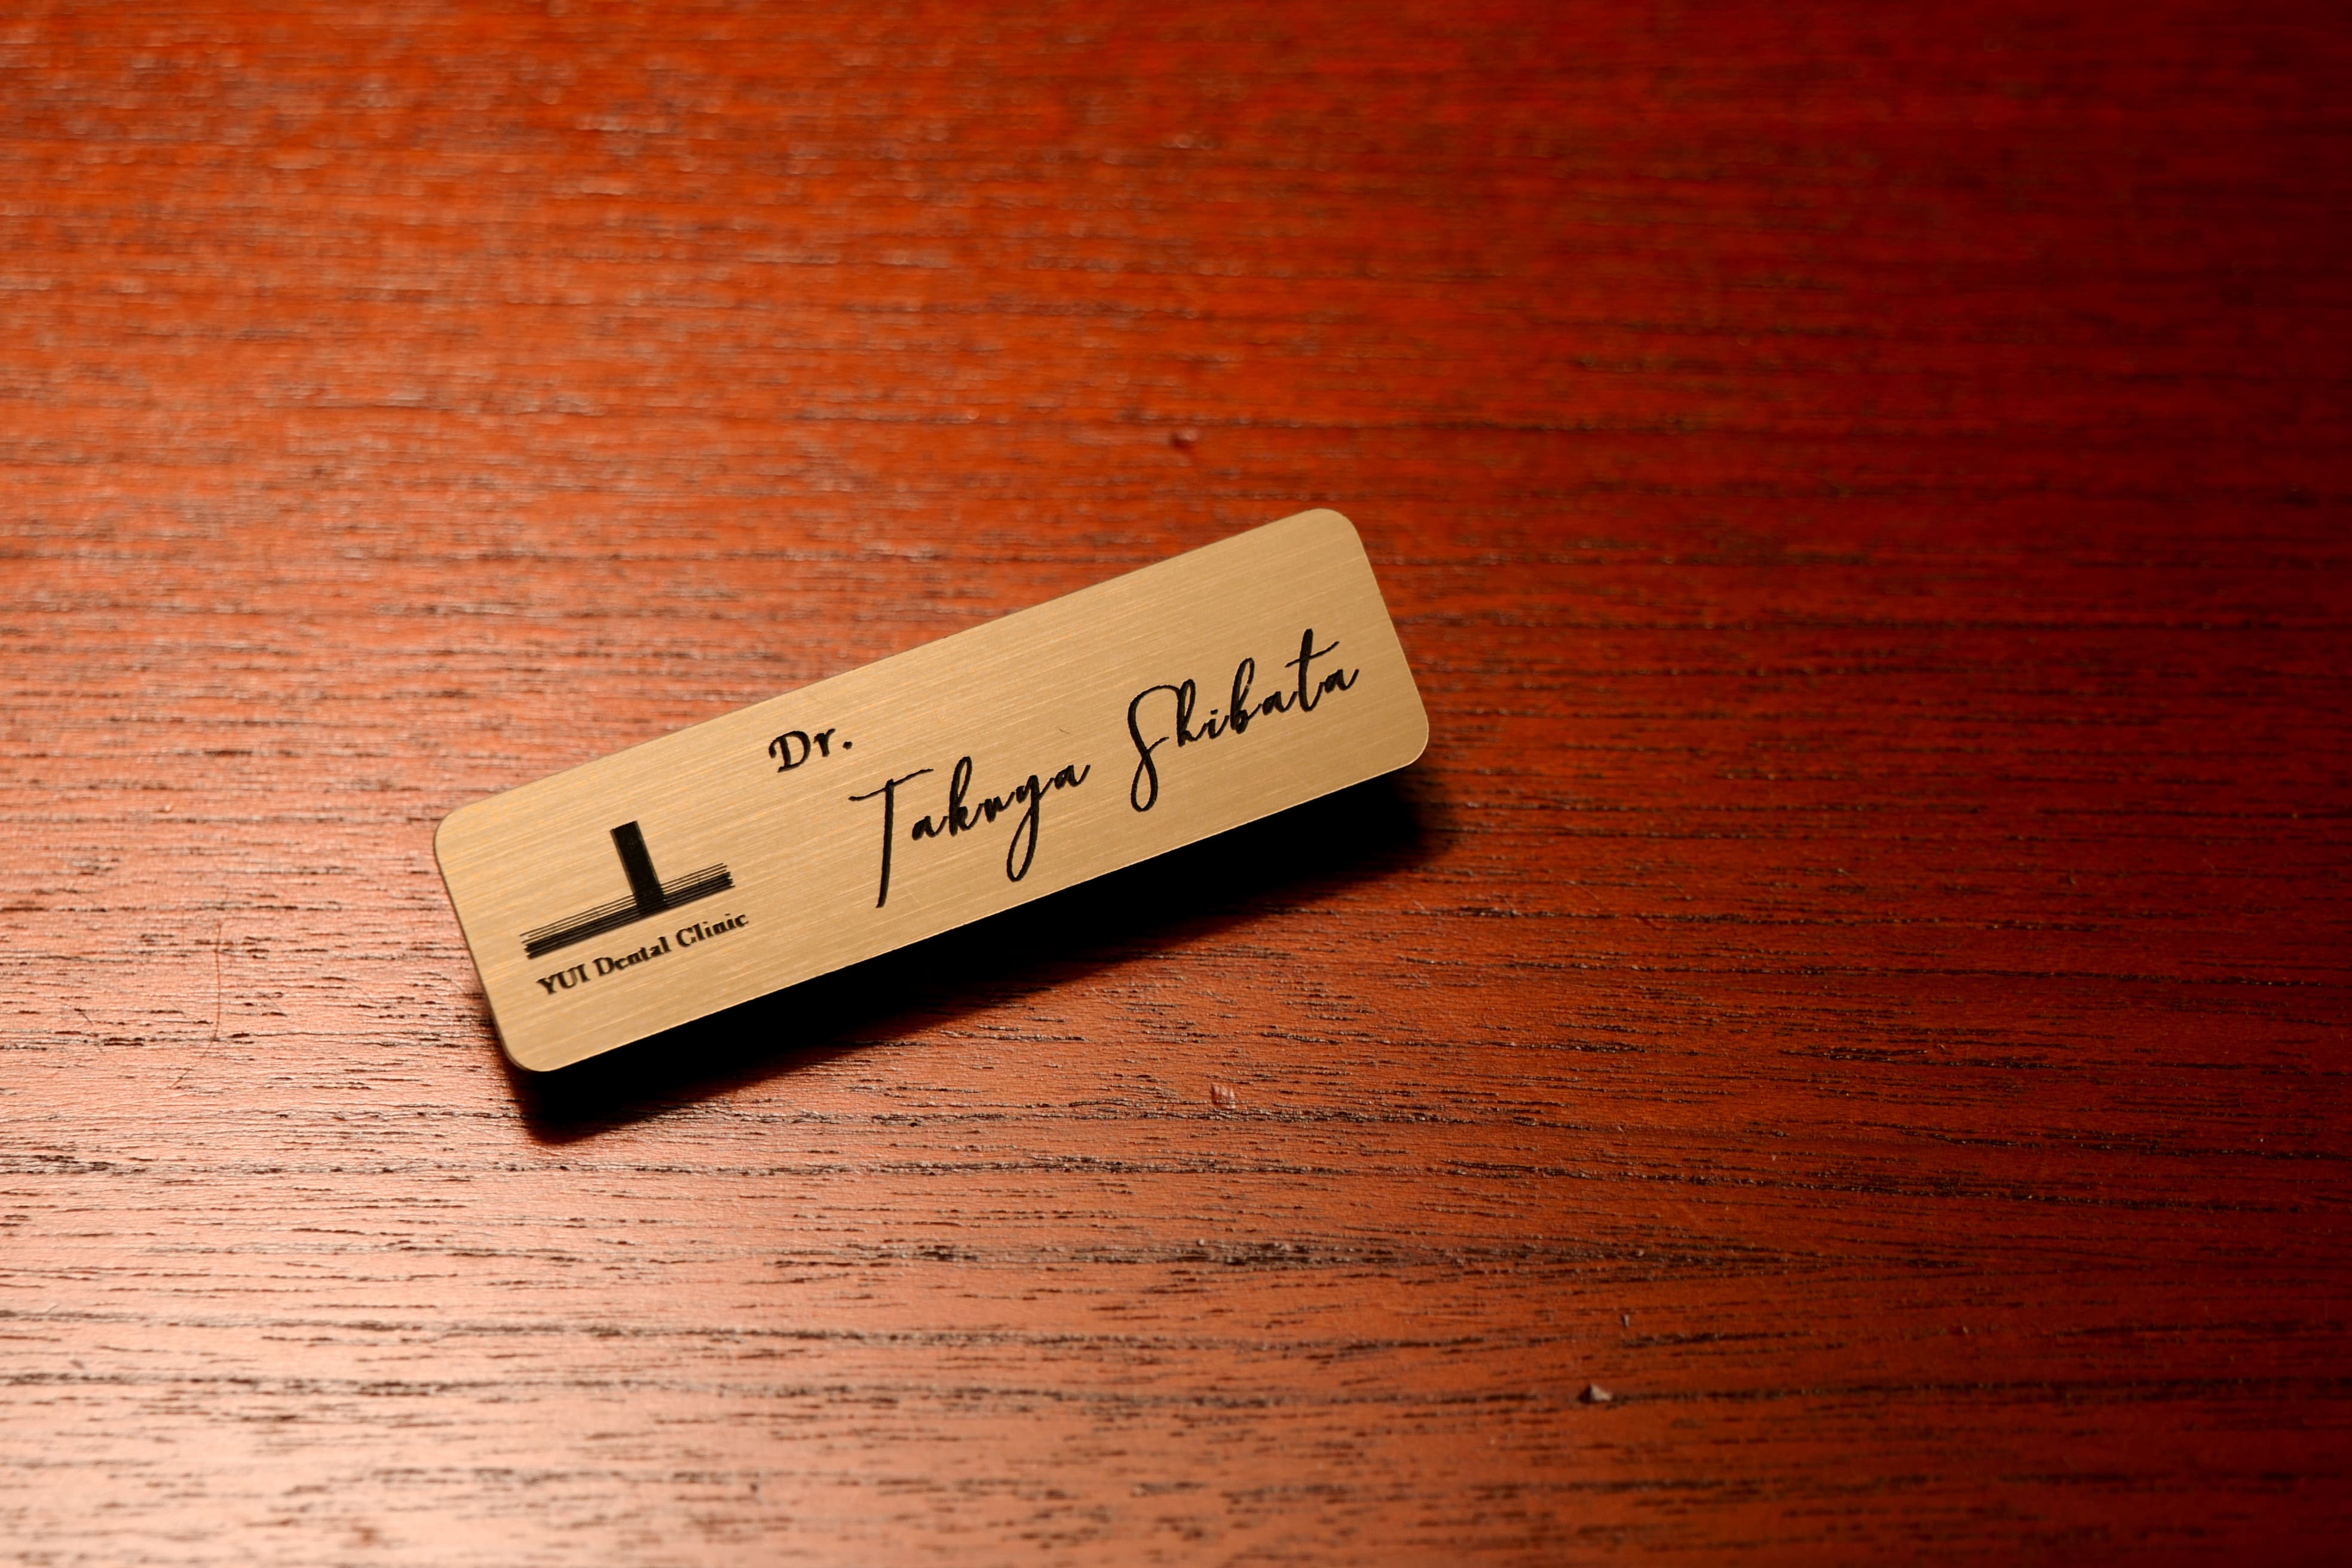 Dr.
Takuya Shibata
YUI Dental Clinic